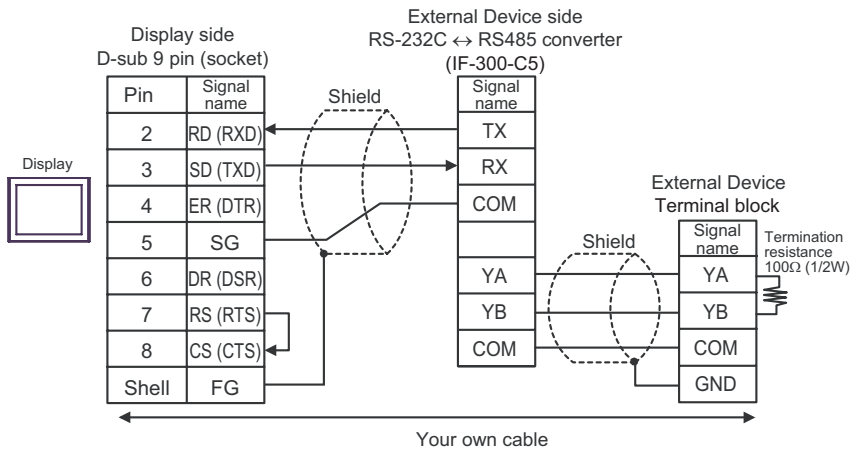 External Device side
RS-232C ↔ RS485 converter
(IF-300-C5)
Display side
D-sub 9 pin (socket)
Pin Signal name
2 RD (RXD)
3 SD (TXD)
4 ER (DTR)
5 SG
6 DR (DSR)
7 RS (RTS)
8 CS (CTS)
Shell FG
Display
Shield
Signal name
TX
RX
COM
YA
YB
COM
Shield
External Device
Terminal block
Signal name
YA
YB
COM
GND
Termination
resistance
100Ω (1/2W)
Your own cable